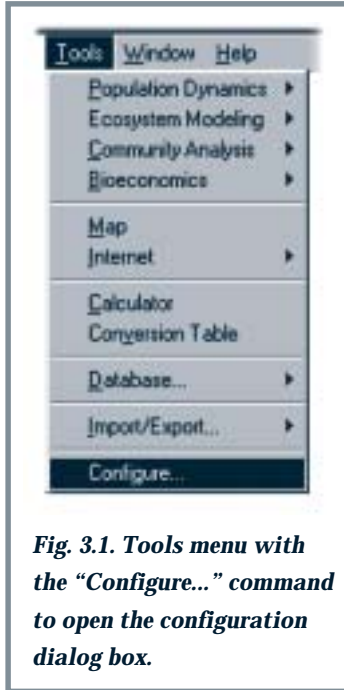 Tools Window Help
Population Dynamics
Ecosystem Modeling
Community Analysis
Bioeconomics
Map
Internet
Calculator
Conversion Table
Database...
Import/Export...
Configure...
Fig. 3.1. Tools menu with
the “Configure...” command
to open the configuration
dialog box.